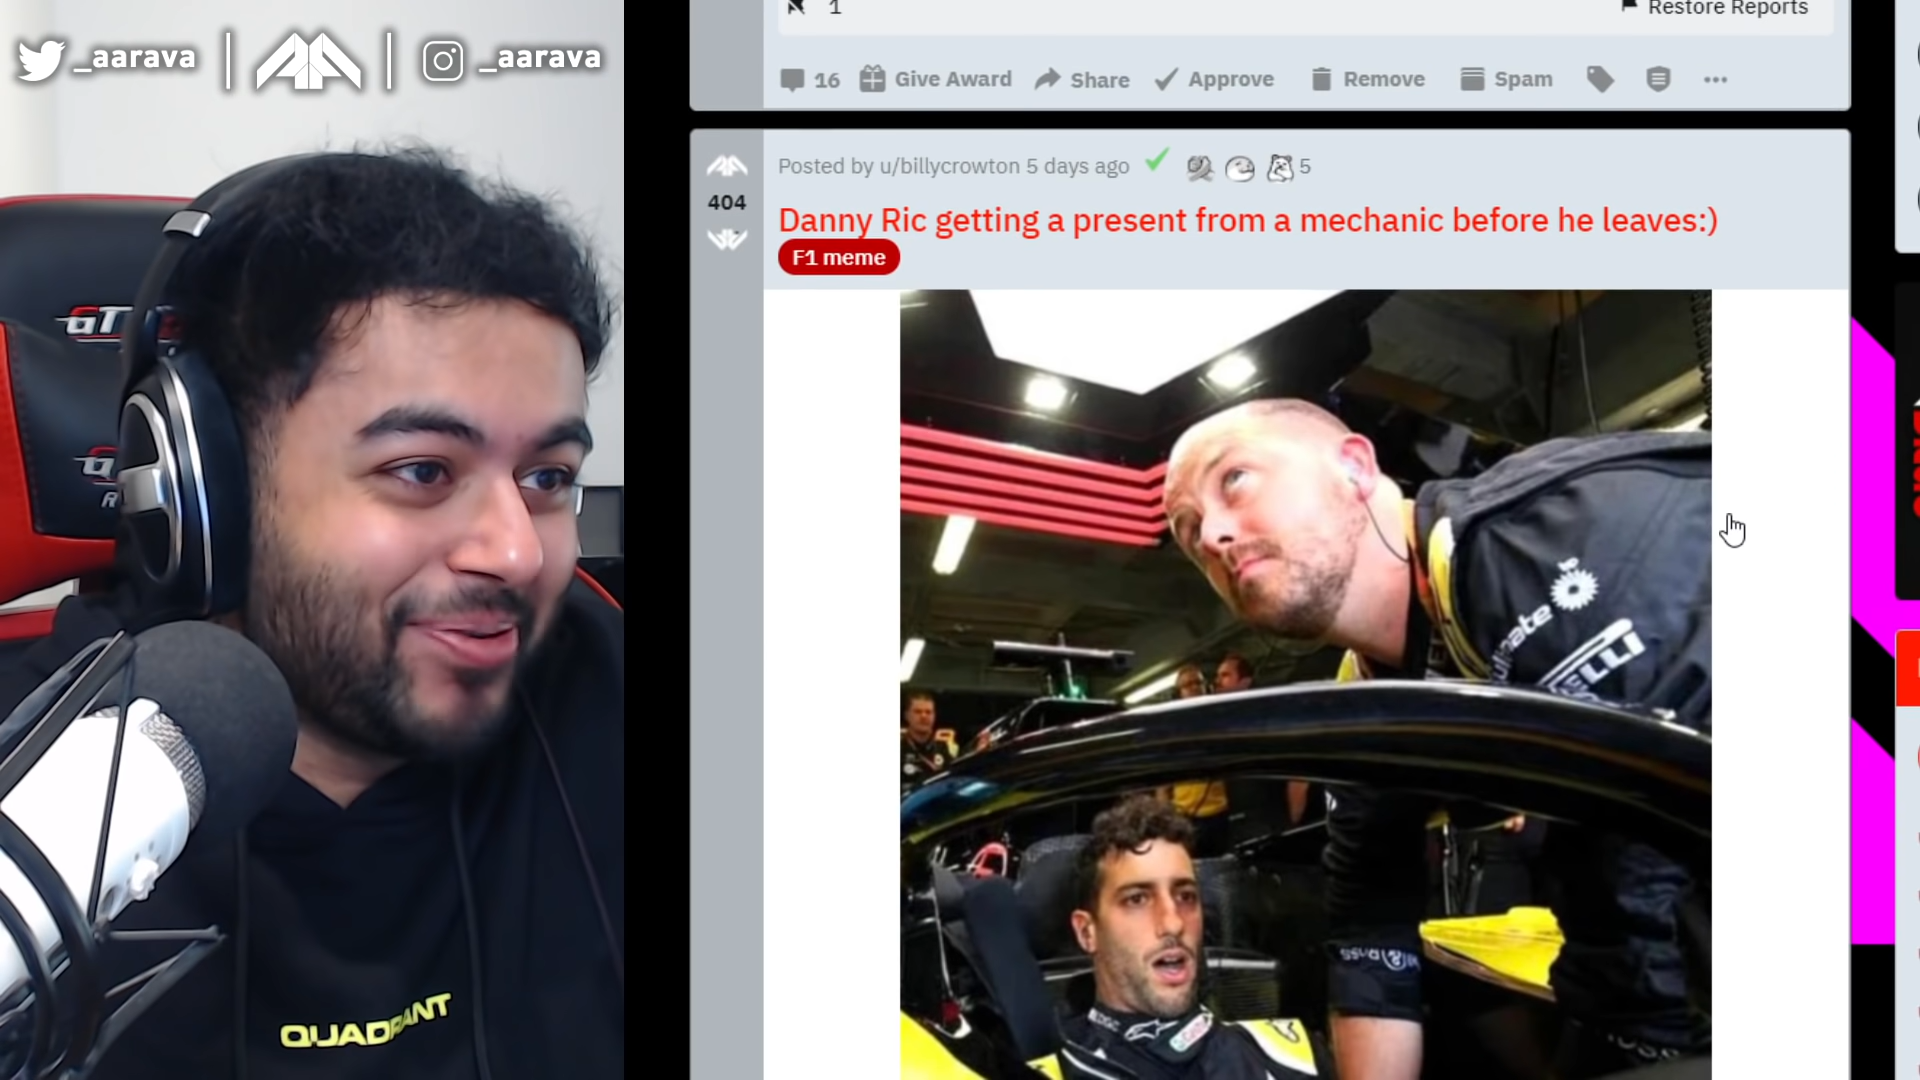 _aarava
_aarava
1
Restore Reports
16
Give Award
Share
Approve
Remove
Spam
Posted by u/billycrowton 5 days ago
5
404
Danny Ric getting a present from a mechanic before he leaves:)
F1 meme
QUADRANT